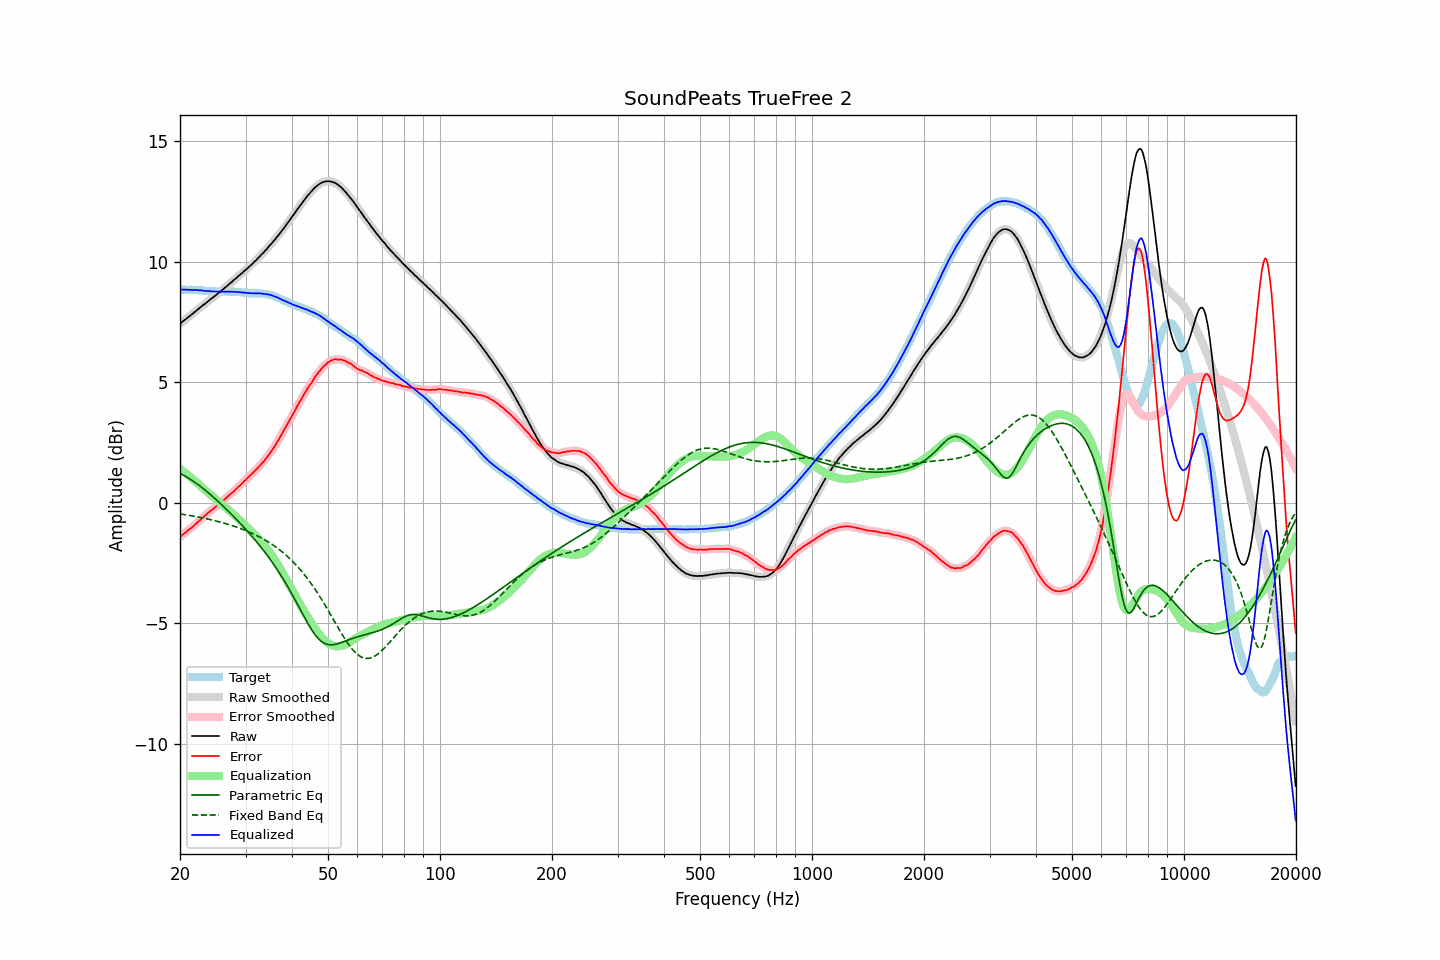 SoundPeats TrueFree 2
Amplitude (dBr)
15
10
5
0
−5
−10
Target
Raw Smoothed
Error Smoothed
Raw
Error
Equalization
Parametric Eq
Fixed Band Eq
Equalized
20 50 100 200 500 1000 2000 5000 10000 20000
Frequency (Hz)